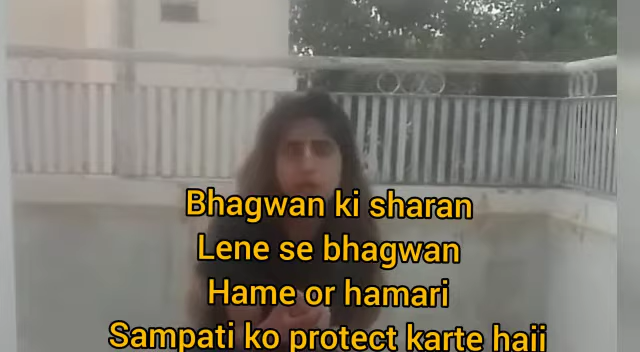 Bhagwan ki sharan
Lene se bhagwan
Hame or hamari
Sampati ko protect karte haii